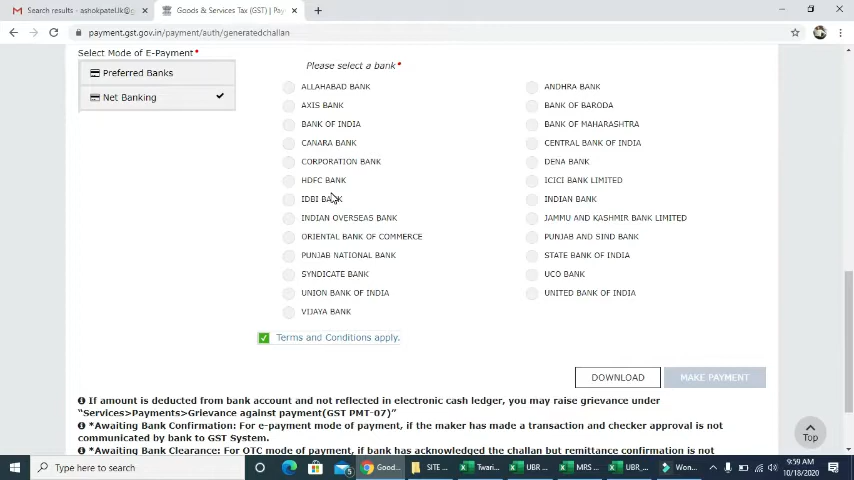 Search results - ashokpatel.lk@g
Goods & Services Tax (GST) | Pay
payment.gst.gov.in/payment/auth/generatedchallan
Select Mode of E-Payment*
Preferred Banks
Net Banking
Please select a bank*
ALLAHABAD BANK
ANDHRA BANK
AXIS BANK
BANK OF BARODA
BANK OF INDIA
BANK OF MAHARASHTRA
CANARA BANK
CENTRAL BANK OF INDIA
CORPORATION BANK
DENA BANK
HDFC BANK
ICICI BANK LIMITED
IDBI BANK
INDIAN BANK
INDIAN OVERSEAS BANK
JAMMU AND KASHMIR BANK LIMITED
ORIENTAL BANK OF COMMERCE
PUNJAB AND SIND BANK
PUNJAB NATIONAL BANK
STATE BANK OF INDIA
SYNDICATE BANK
UCO BANK
UNION BANK OF INDIA
UNITED BANK OF INDIA
VIJAYA BANK
Terms and Conditions apply.
DOWNLOAD
MAKE PAYMENT
If amount is deducted from bank account and not reflected in electronic cash ledger, you may raise grievance under
“Services>Payments>Grievance against payment(GST PMT-07)”
*Awaiting Bank Confirmation: For e-payment mode of payment, if the maker has made a transaction and checker approval is not
communicated by bank to GST System.
*Awaiting Bank Clearance: For OTC mode of payment, if bank has acknowledged the challan but remittance confirmation is not
Top
Type here to search
5
Goo...
SITE ...
Twari...
UBR ...
MRS ...
UBR_...
Won...
9:59 AM
10/18/2020